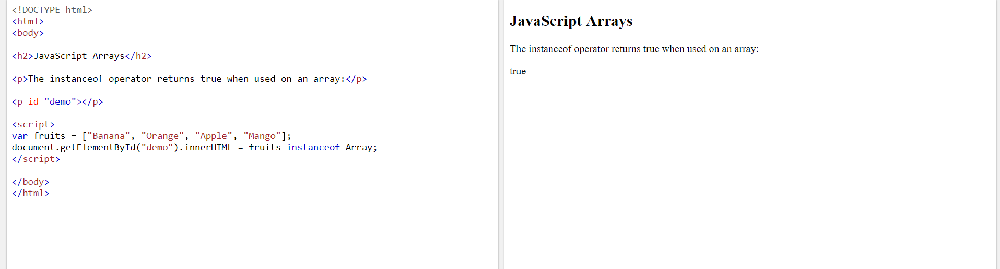 <!DOCTYPE html>
<html>
<body>
<h2>JavaScript Arrays</h2>
<p>The instanceof operator returns true when used on an array:</p>
<p id="demo"></p>
<script>
var fruits = ["Banana", "Orange", "Apple", "Mango"];
document.getElementById("demo").innerHTML = fruits instanceof Array;
</script>
</body>
</html>
JavaScript Arrays
The instanceof operator returns true when used on an array:
true